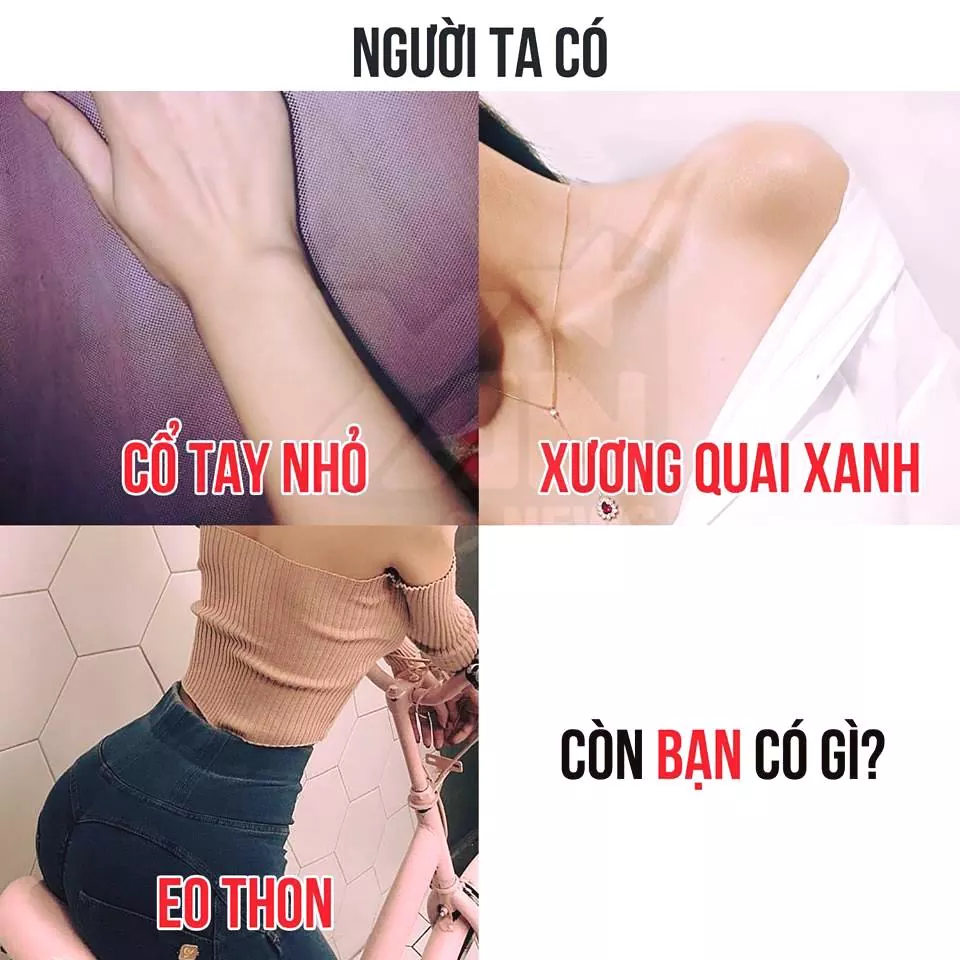 NGƯỜI TA CÓ
CỔ TAY NHỎ
XƯƠNG QUAI XANH
EO THON
CÒN BẠN CÓ GÌ?